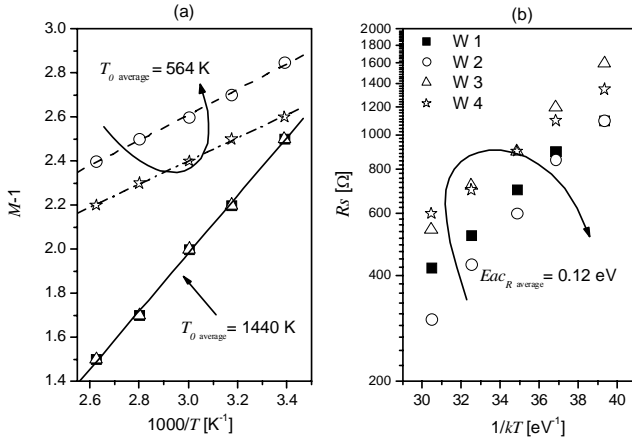 (a)
3.0
2.8
2.6
2.4
2.2
2.0
1.8
1.6
1.4
M-1
T0 average = 564 K
T0 average = 1440 K
2.6 2.8 3.0 3.2 3.4
1000/T [K-1]
(b)
2000
1800
1600
1400
1200
1000
800
600
400
200
Rs [Ω]
W 1
W 2
W 3
W 4
EacR average = 0.12 eV
30 32 34 36 38 40
1/kT [eV-1]